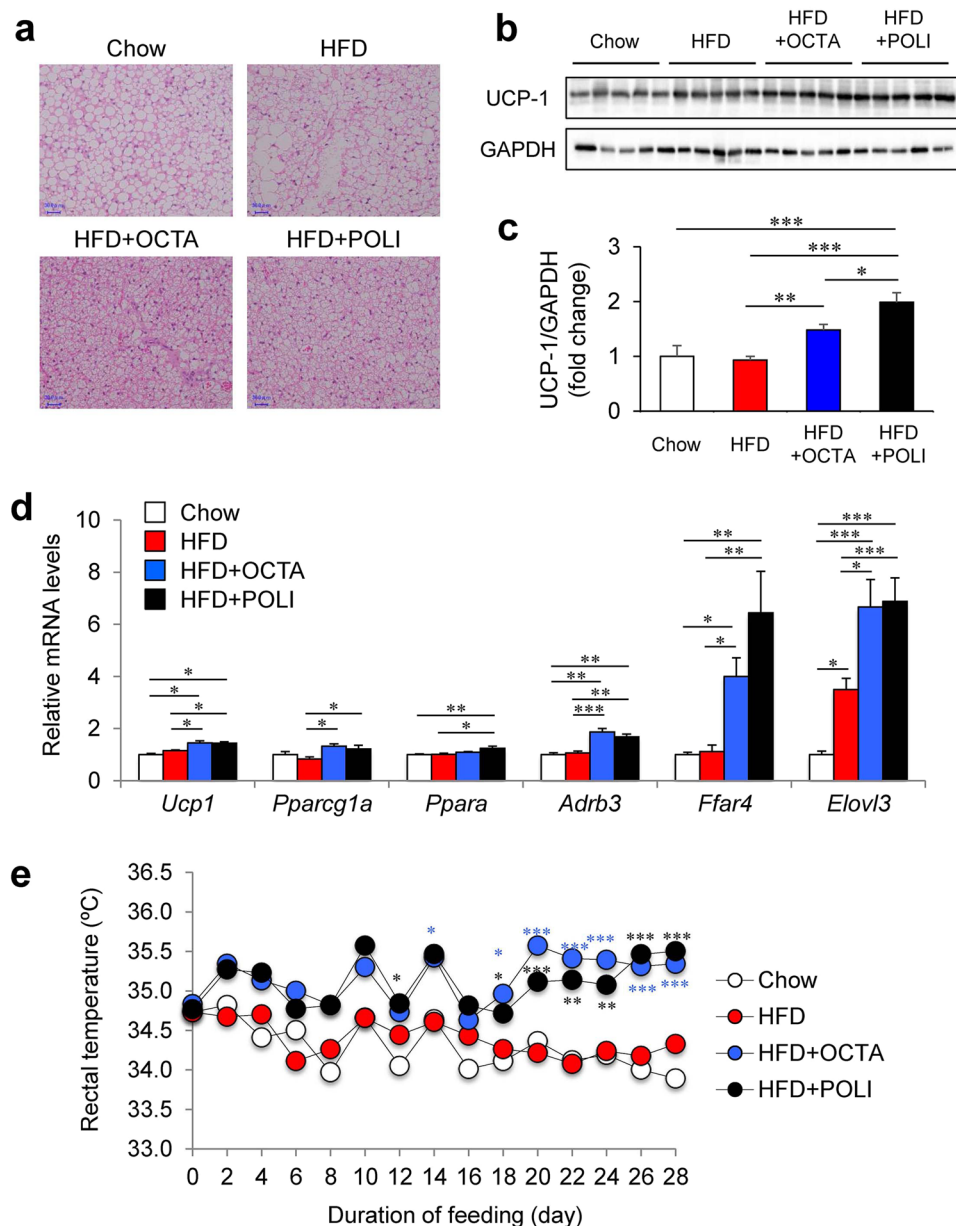 a
Chow HFD
HFD+OCTA HFD+POLI
b
Chow HFD HFD +OCTA HFD +POLI
UCP-1
GAPDH
c
UCP-1/GAPDH
(fold change)
3
2
1
0
***
***
*
**
Chow HFD HFD +OCTA HFD +POLI
d
Relative mRNA levels
10
8
6
4
2
0
Chow
HFD
HFD+OCTA
HFD+POLI
* * * *
* *
** *
** ** ** ***
** ** * *
*** *** *** * *
Ucp1 Pparcg1a Ppara Adrb3 Ffar4 Elovl3
e
Rectal temperature (ºC)
36.5
36.0
35.5
35.0
34.5
34.0
33.5
33.0
* * * * *** *** *** *** *** *** ** ** *** ***
Chow
HFD
HFD+OCTA
HFD+POLI
0 2 4 6 8 10 12 14 16 18 20 22 24 26 28
Duration of feeding (day)